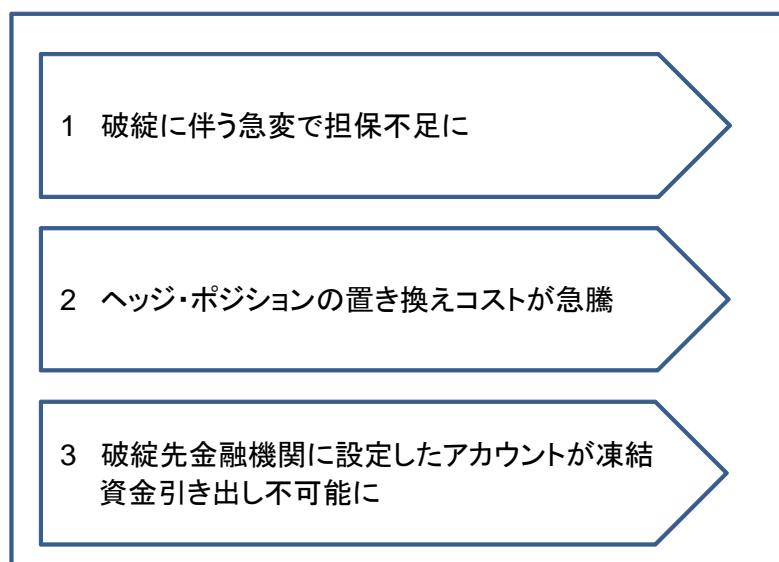 1 破綻に伴う急変で担保不足に
2 ヘッジ・ポジションの置き換えコストが急騰
3 破綻先金融機関に設定したアカウントが凍結
資金引き出し不可能に